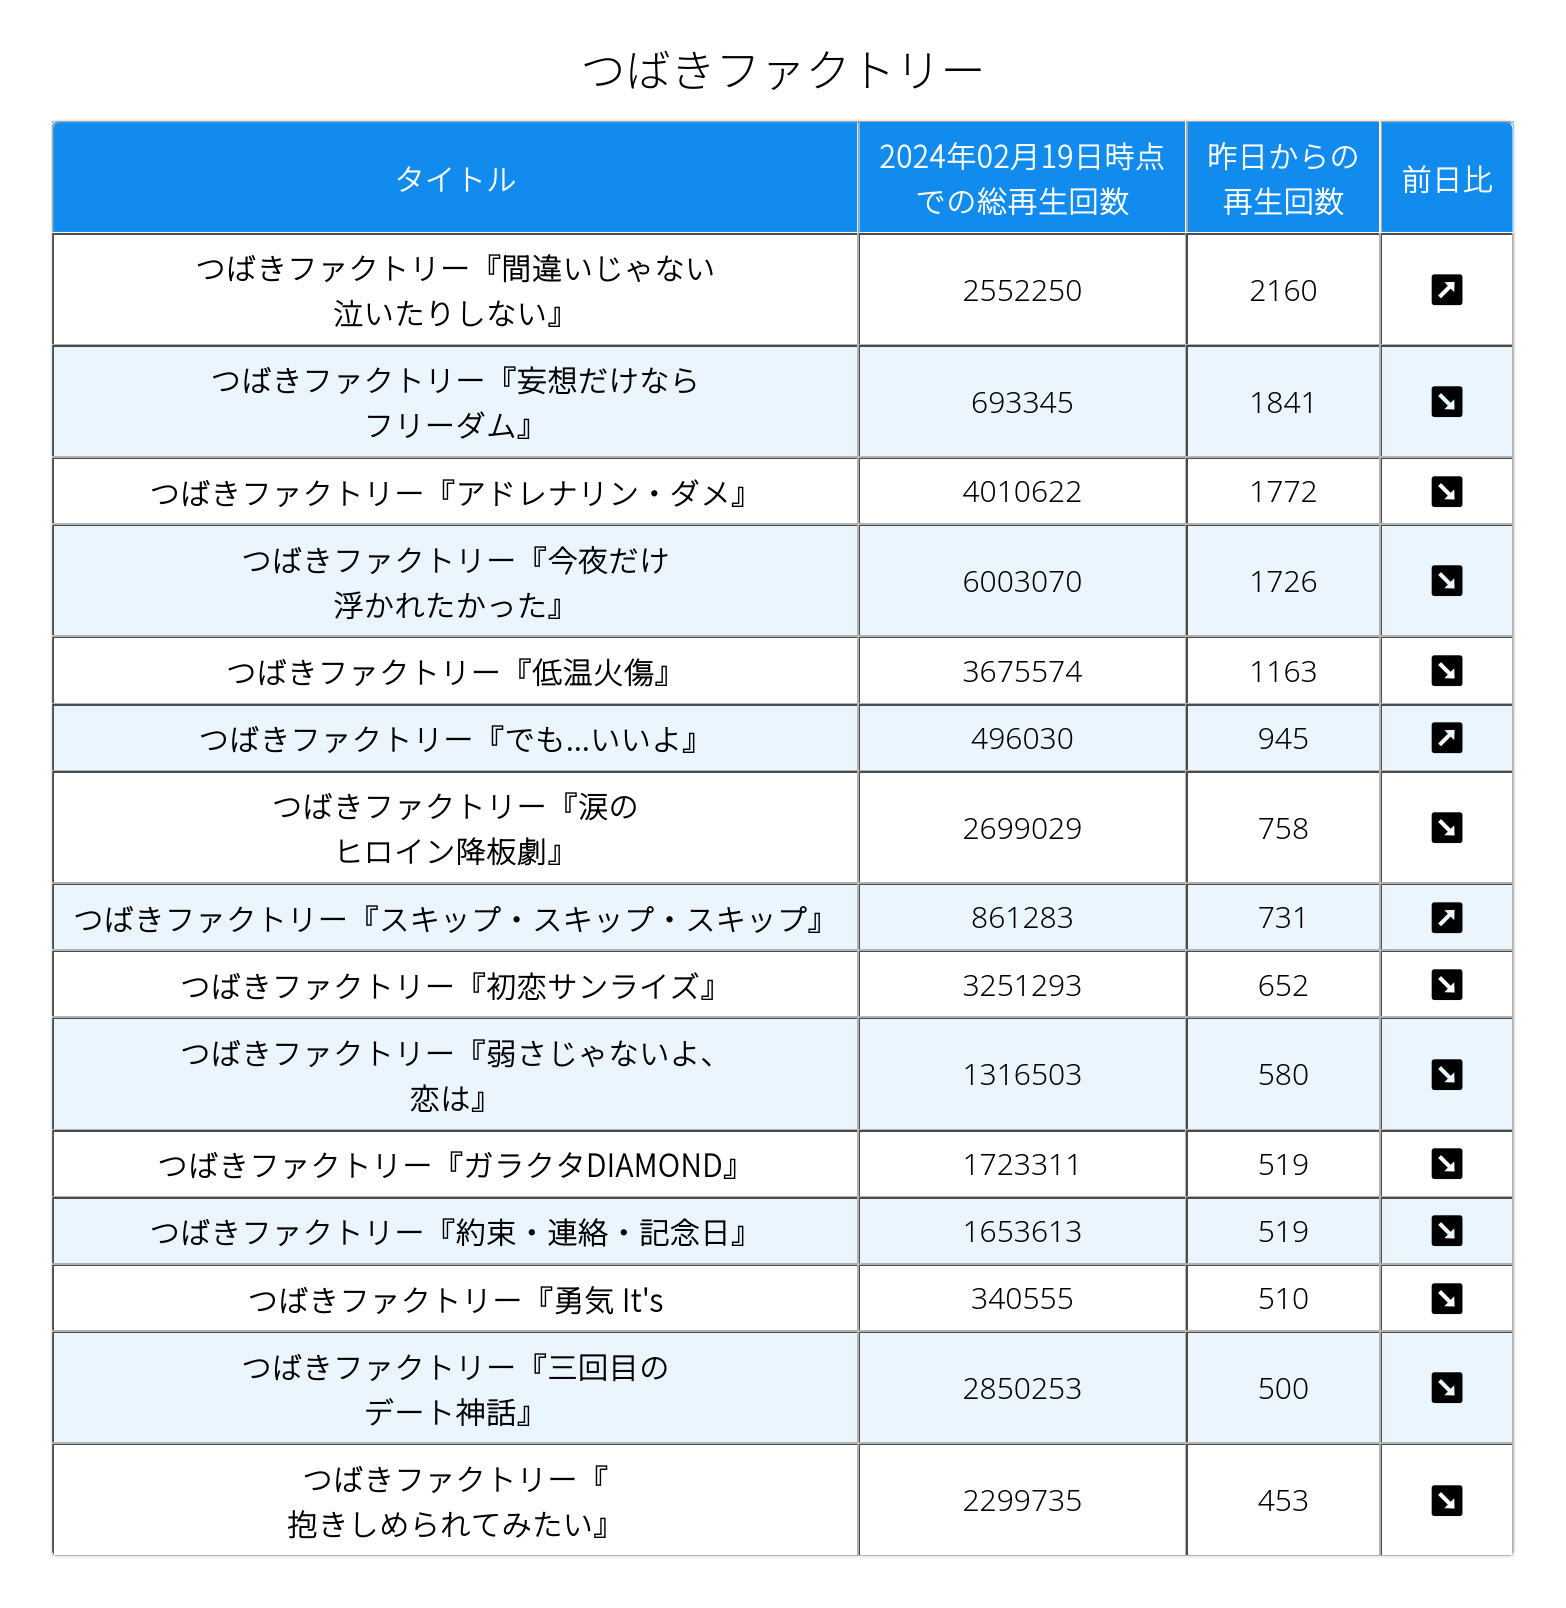 つばきファクトリー
タイトル
2024年02月19日時点
での総再生回数
昨日からの
再生回数
前日比
つばきファクトリー『間違いじゃない
泣いたりしない』
2552250
2160
つばきファクトリー『妄想だけなら
フリーダム』
693345
1841
つばきファクトリー『アドレナリン・ダメ』
4010622
1772
つばきファクトリー『今夜だけ
浮かれたかった』
6003070
1726
つばきファクトリー『低温火傷』
3675574
1163
つばきファクトリー『でも...いいよ』
496030
945
つばきファクトリー『涙の
ヒロイン降板劇』
2699029
758
つばきファクトリー『スキップ・スキップ・スキップ』
861283
731
つばきファクトリー『初恋サンライズ』
3251293
652
つばきファクトリー『弱さじゃないよ、
恋は』
1316503
580
つばきファクトリー『ガラクタDIAMOND』
1723311
519
つばきファクトリー『約束・連絡・記念日』
1653613
519
つばきファクトリー『勇気 It's
340555
510
つばきファクトリー『三回目の
デート神話』
2850253
500
つばきファクトリー『
抱きしめられてみたい』
2299735
453